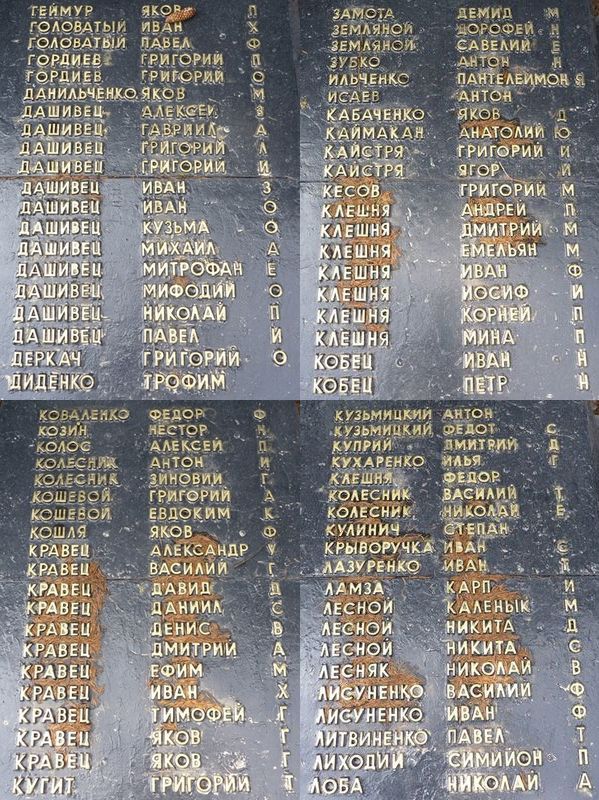 ТЕЙМУР ЯКОВ П
ГОЛОВАТЫЙ ИВАН Х
ГОЛОВАТЫЙ ПАВЕЛ Ф
ГОРДИЕВ ГРИГОРИЙ П
ГОРДИЕВ ГРИГОРИЙ О
ДАНИЛЬЧЕНКО ЯКОВ М
ДАШИВЕЦ АЛЕКСЕЙ З
ДАШИВЕЦ ГАВРИИЛ А
ДАШИВЕЦ ГРИГОРИЙ Л
ДАШИВЕЦ ГРИГОРИЙ И
ДАШИВЕЦ ИВАН З
ДАШИВЕЦ ИВАН О
ДАШИВЕЦ КУЗЬМА О
ДАШИВЕЦ МИХАИЛ А
ДАШИВЕЦ МИТРОФАН Е
ДАШИВЕЦ МИФОДИЙ О
ДАШИВЕЦ НИКОЛАЙ П
ДАШИВЕЦ ПАВЕЛ И
ДЕРКАЧ ГРИГОРИЙ О
ДИДЕНКО ТРОФИМ
ЗАМОТА ДЕМИД М
ЗЕМЛЯНОЙ ДОРОФЕЙ Н
ЗЕМЛЯНОЙ САВЕЛИЙ Е
ЗУБКО АНТОН Н
ИЛЬЧЕНКО ПАНТЕЛЕЙМОН Я
ИСАЕВ АНТОН
КАБАЧЕНКО ЯКОВ Д
КАЙМАКАН АНАТОЛИЙ Ю
КАЙСТРЯ ГРИГОРИЙ И
КАЙСТРЯ ЯГОР И
КЕСОВ ГРИГОРИЙ М
КЛЕШНЯ АНДРЕЙ П
КЛЕШНЯ ДМИТРИЙ М
КЛЕШНЯ ЕМЕЛЬЯН М
КЛЕШНЯ ИВАН Ф
КЛЕШНЯ ИОСИФ И
КЛЕШНЯ КОРНЕЙ П
КЛЕШНЯ МИНА П
КОБЕЦ ИВАН Н
КОБЕЦ ПЕТР Н
КОВАЛЕНКО ФЕДОР Ф
КОЗИН НЕСТОР Н
КОЛОС АЛЕКСЕЙ П
КОЛЕСНИК АНТОН И
КОЛЕСНИК ЗИНОВИЙ Г
КОШЕВОЙ ГРИГОРИЙ А
КОШЕВОЙ ЕВДОКИМ К
КОШЛЯ ЯКОВ Ф
КРАВЕЦ АЛЕКСАНДР У
КРАВЕЦ ВАСИЛИЙ Г
КРАВЕЦ ДАВИД Д
КРАВЕЦ ДАНИИЛ С
КРАВЕЦ ДЕНИС В
КРАВЕЦ ДМИТРИЙ А
КРАВЕЦ ЕФИМ М
КРАВЕЦ ИВАН Х
КРАВЕЦ ТИМОФЕЙ Г
КРАВЕЦ ЯКОВ Г
КРАВЕЦ ЯКОВ Г
КУГИТ ГРИГОРИЙ Т
КУЗЬМИЦКИЙ АНТОН
КУЗЬМИЦКИЙ ФЕДОТ С
КУПРИЙ ДМИТРИЙ Д
КУХАРЕНКО ИЛЬЯ Г
КЛЕШНЯ ФЕДОР
КОЛЕСНИК ВАСИЛИЙ Т
КОЛЕСНИК НИКОЛАЙ Е
КУЛИНИЧ СТЕПАН
КРЫВОРУЧКА ИВАН С
ЛАЗУРЕНКО ИВАН Т
ЛАМЗА КАРП И
ЛЕСНОЙ КАЛЕНЫК М
ЛЕСНОЙ НИКИТА Д
ЛЕСНОЙ НИКИТА С
ЛЕСНЯК НИКОЛАЙ В
ЛИСУНЕНКО ВАСИЛИЙ Ф
ЛИСУНЕНКО ИВАН Ф
ЛИТВИНЕНКО ПАВЕЛ Т
ЛИХОДИЙ СИМИЙОН П
ЛОБА НИКОЛАЙ А